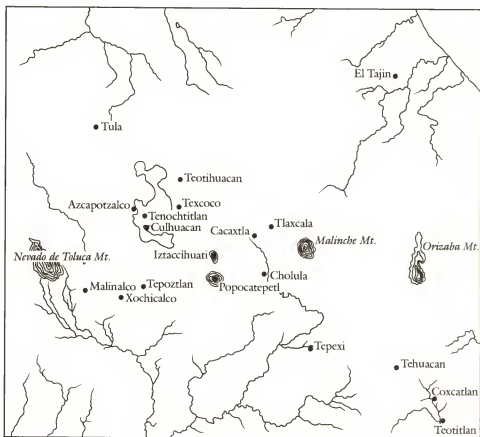 El Tajin
Tula
Teotihuacan
Azcapotzalco
Texcoco
Tenochtitlan
Culhuacan
Cacaxtla
Tlaxcala
Malinche Mt.
Orizaba Mt.
Nevado de Toluca Mt.
Iztaccihuati
Popocatepetl
Cholula
Malinalco
Tepoztlan
Xochicalco
Tepexi
Tehuacan
Coxcatlan
Teotitlan